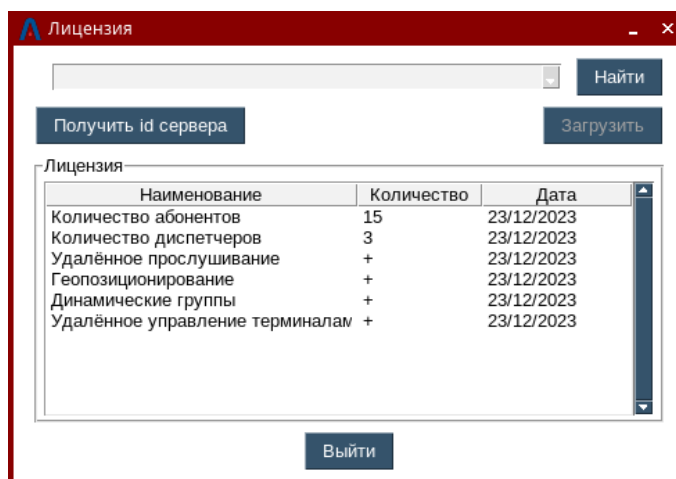 Лицензия
Найти
Получить id сервера Загрузить
Лицензия
Наименование Количество Дата
Количество абонентов 15 23/12/2023
Количество диспетчеров 3 23/12/2023
Удалённое прослушивание + 23/12/2023
Геопозиционирование + 23/12/2023
Динамические группы + 23/12/2023
Удалённое управление терминалам + 23/12/2023
Выйти